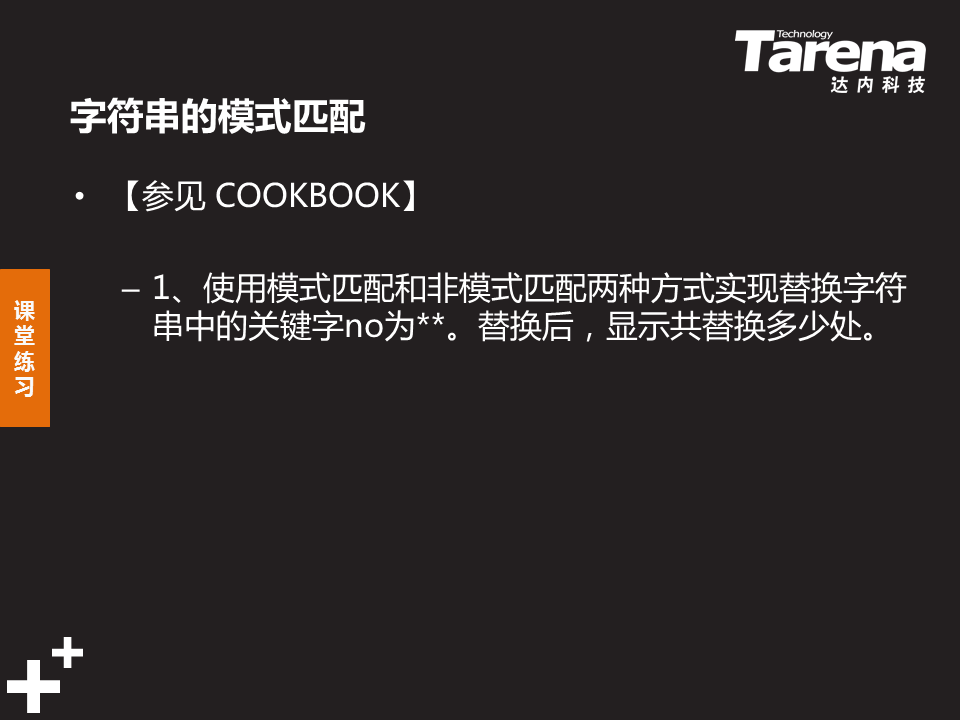 Technology
Tarena
达内科技
字符串的模式匹配
• 【参见 COOKBOOK】
– 1、使用模式匹配和非模式匹配两种方式实现替换字符
串中的关键字no为**。替换后，显示共替换多少处。
课
堂
练
习